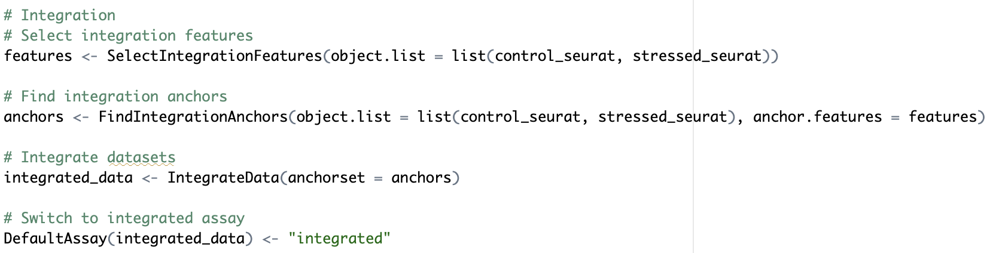 # Integration
# Select integration features
features <- SelectIntegrationFeatures(object.list = list(control_seurat, stressed_seurat))
# Find integration anchors
anchors <- FindIntegrationAnchors(object.list = list(control_seurat, stressed_seurat), anchor.features = features)
# Integrate datasets
integrated_data <- IntegrateData(anchorset = anchors)
# Switch to integrated assay
DefaultAssay(integrated_data) <- "integrated"